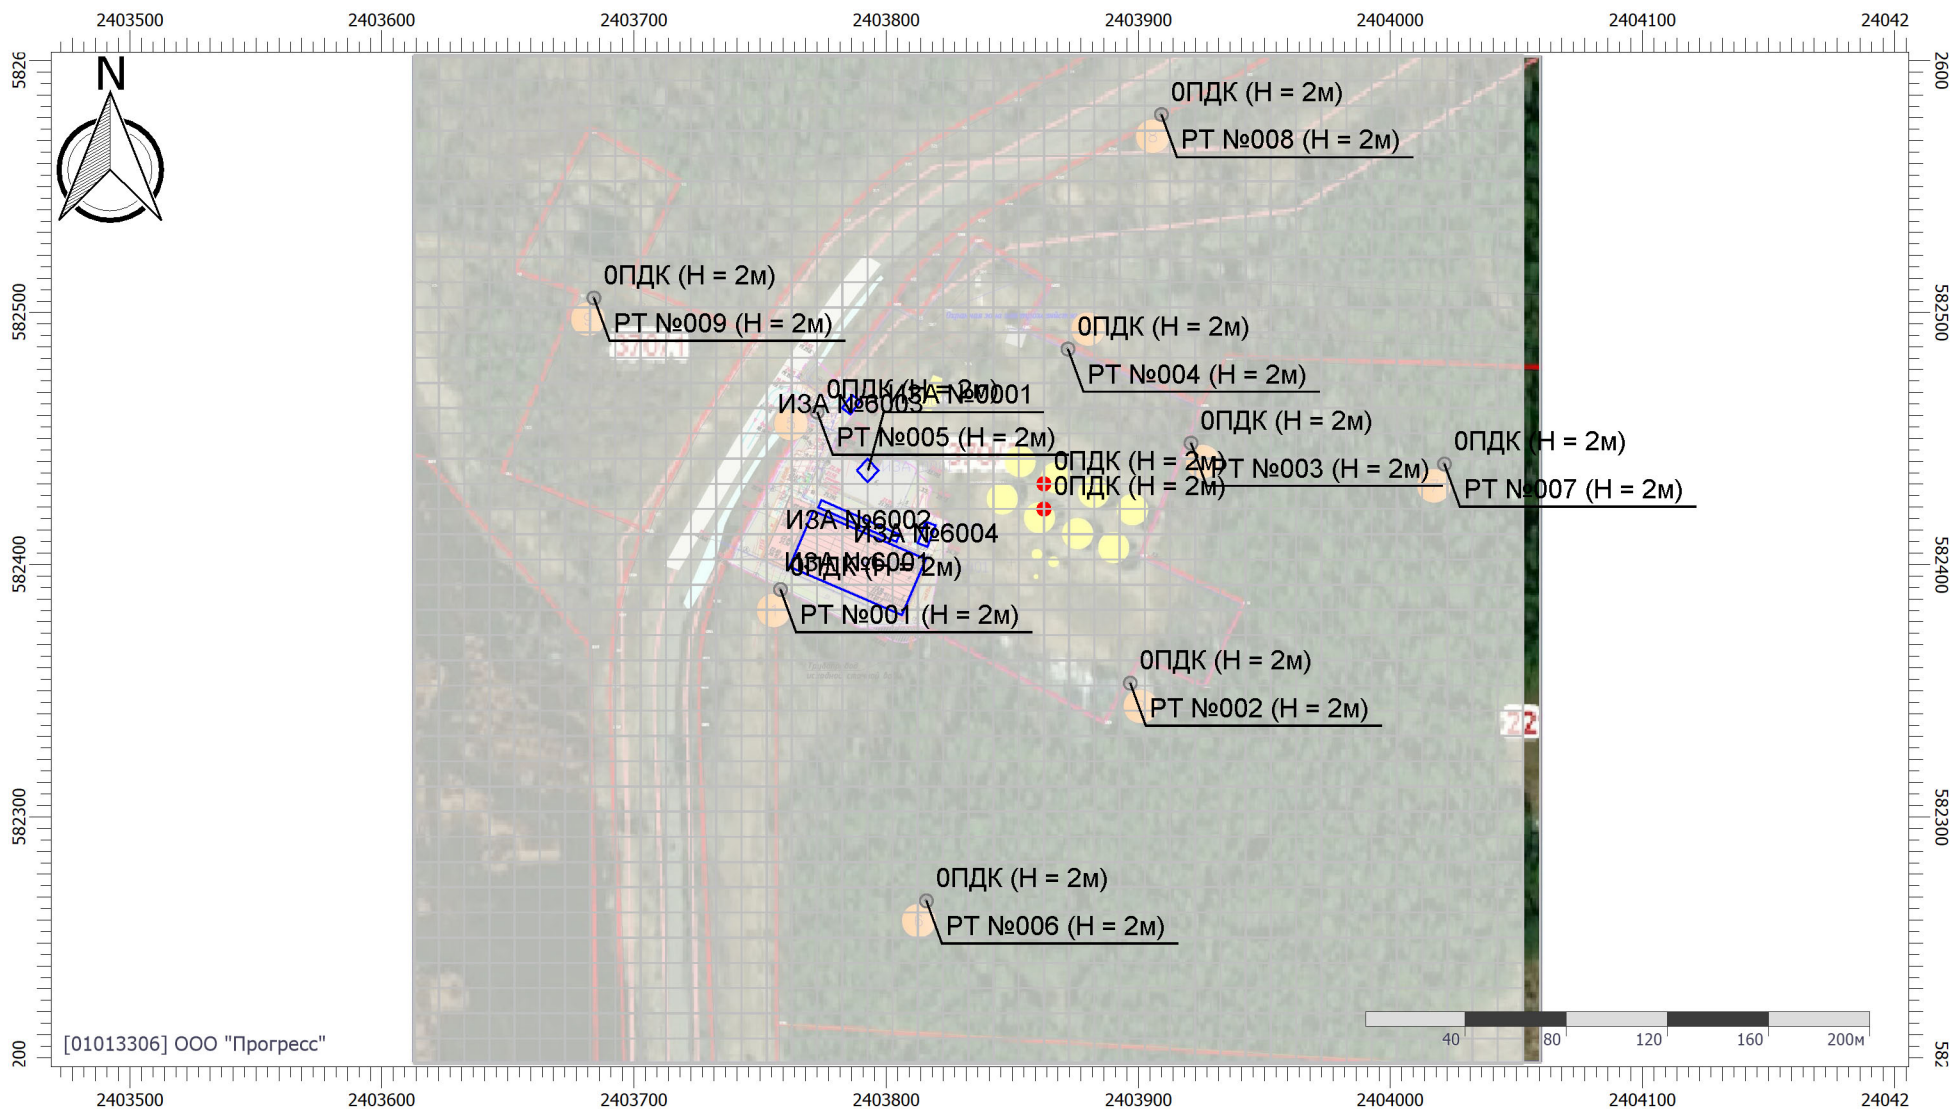 2403500 2403600 2403700 2403800 2403900 2404000 2404100 24042
5826
2600
N
0ПДК (H = 2м)
РТ №008 (H = 2м)
0ПДК (H = 2м)
РТ №009 (H = 2м)
582500
582500
0ПДК (H = 2м)
РТ №004 (H = 2м)
0ПДК (H = 2м)
ИЗА №0001
ИЗА №6003
РТ №005 (H = 2м)
0ПДК (H = 2м)
РТ №003 (H = 2м)
0ПДК (H = 2м)
РТ №007 (H = 2м)
0ПДК (H = 2м)
0ПДК (H = 2м)
ИЗА №6002
ИЗА №6004
ИЗА №6001
0ПДК (H = 2м)
РТ №001 (H = 2м)
582400
582400
0ПДК (H = 2м)
РТ №002 (H = 2м)
22
582300
582300
0ПДК (H = 2м)
РТ №006 (H = 2м)
[01013306] ООО "Прогресс"
40 80 120 160 200м
200
582
2403500 2403600 2403700 2403800 2403900 2404000 2404100 24042